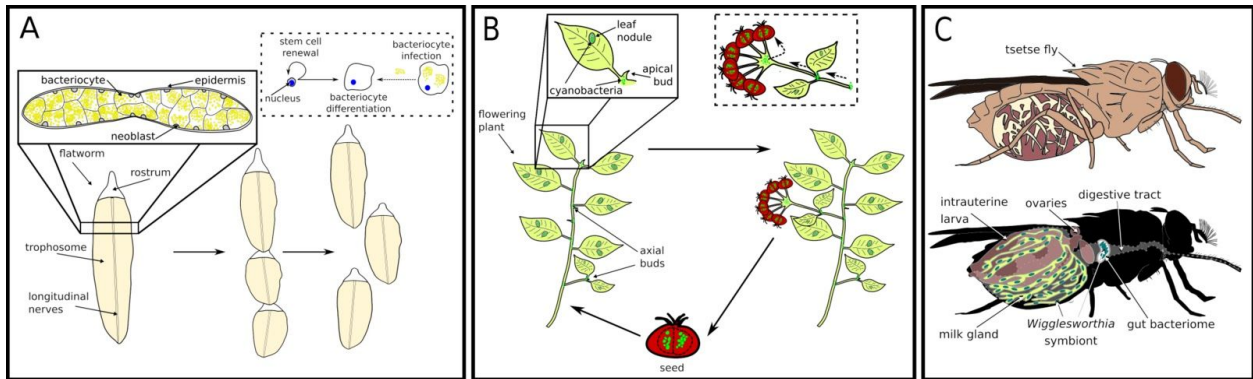 A
stem cell
renewal
bacteriocyte
infection
nucleus
bacteriocyte
differentiation
bacteriocyte
epidermis
neoblast
flatworm
rostrum
trophosome
longitudinal
nerves
B
leaf
nodule
apical
bud
cyanobacteria
flowering
plant
axial
buds
seed
C
tsetse fly
intrauterine
larva
ovaries
digestive tract
milk gland
Wigglesworthia
symbiont
gut bacteriome